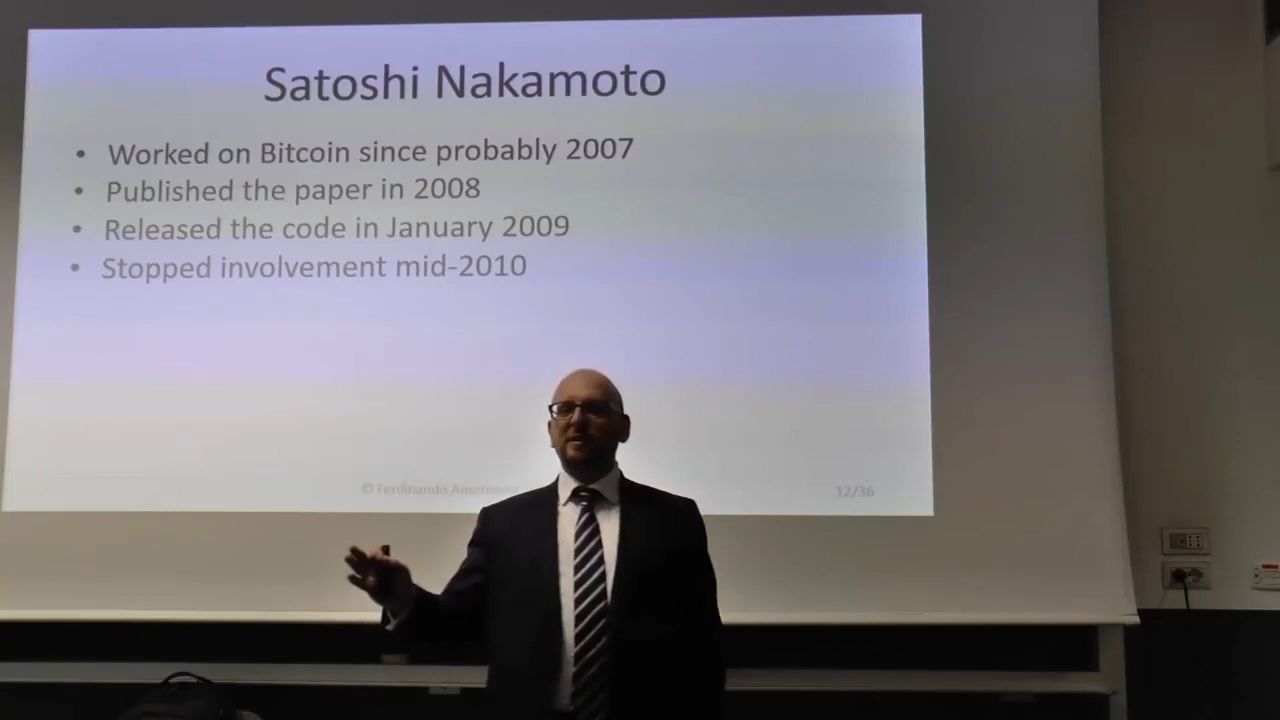 Satoshi Nakamoto
• Worked on Bitcoin since probably 2007
• Published the paper in 2008
• Released the code in January 2009
• Stopped involvement mid-2010
© Ferdinando
12/36